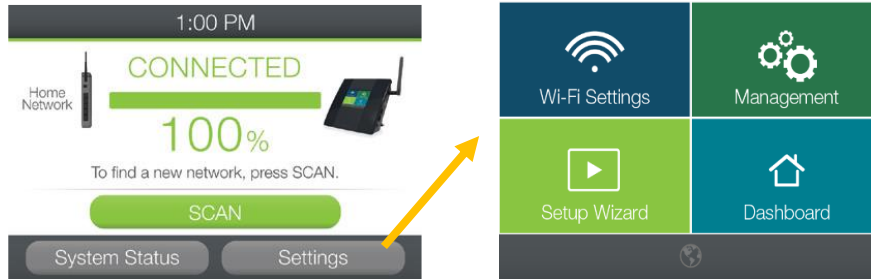 1:00 PM
CONNECTED
Home
Network
100%
To find a new network, press SCAN.
SCAN
System Status
Settings
Wi-Fi Settings
Management
Setup Wizard
Dashboard